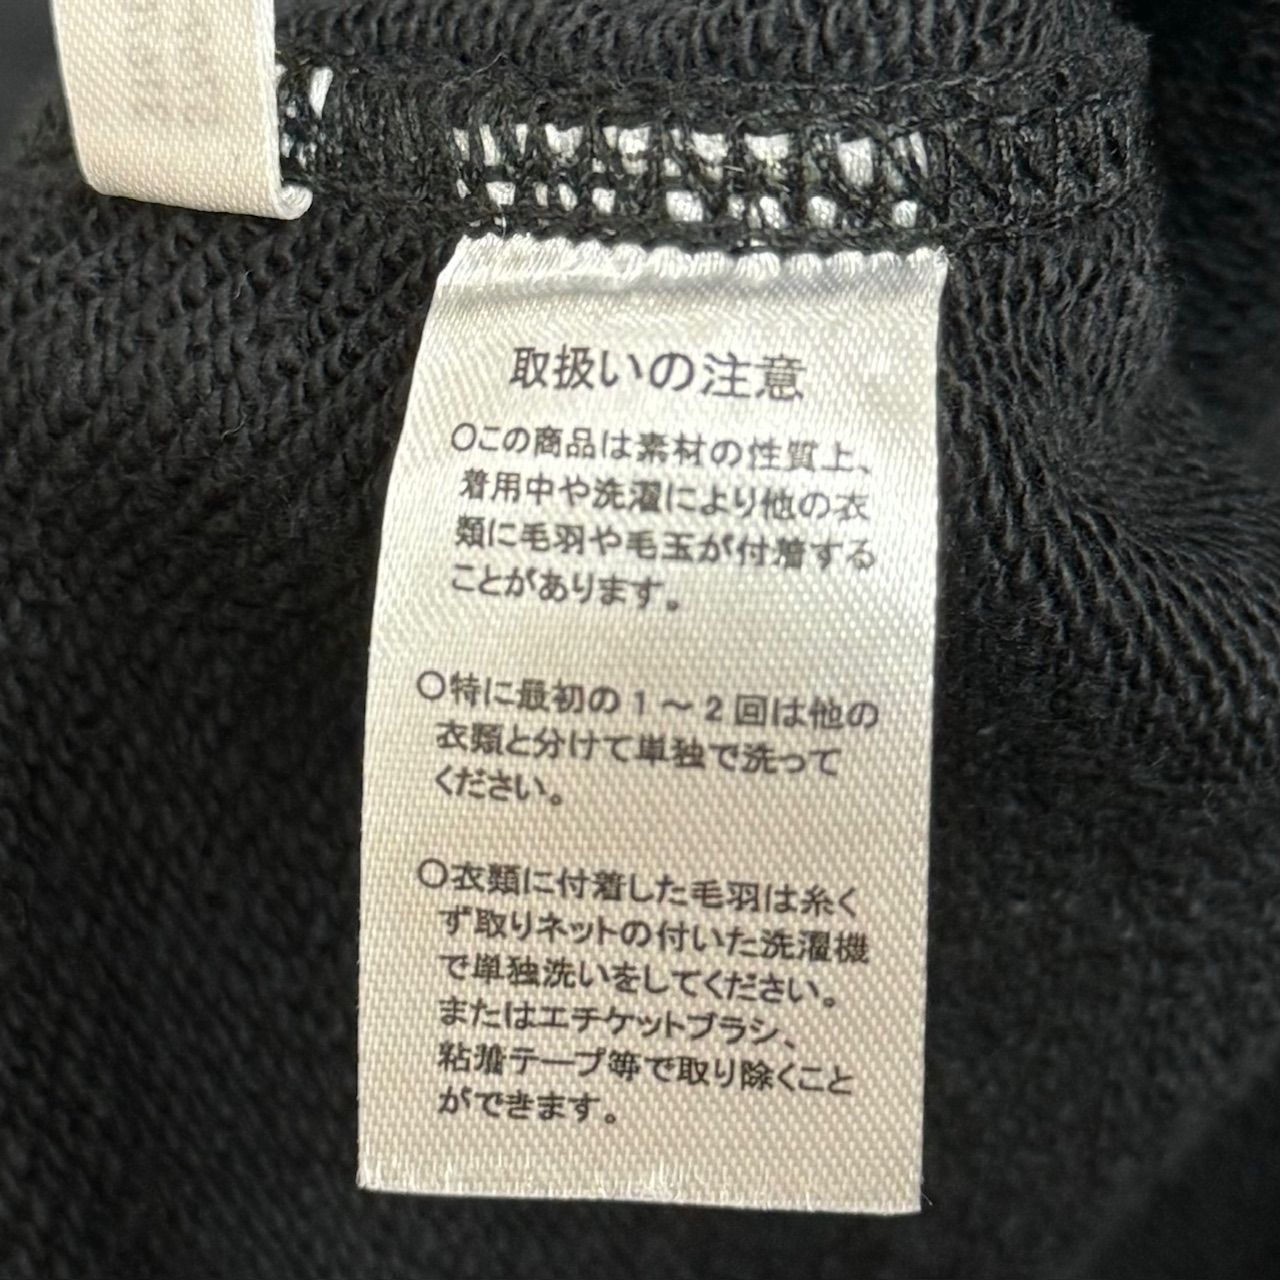 取扱いの注意
〇この商品は素材の性質上、
着用中や洗濯により他の衣
類に毛羽や毛玉が付着する
ことがあります。
〇特に最初の1～2回は他の
衣類と分けて単独で洗って
ください。
〇衣類に付着した毛羽は糸く
ず取りネットの付いた洗濯機
で単独洗いをしてください。
またはエチケットブラシ、
粘着テープ等で取り除くこと
ができます。